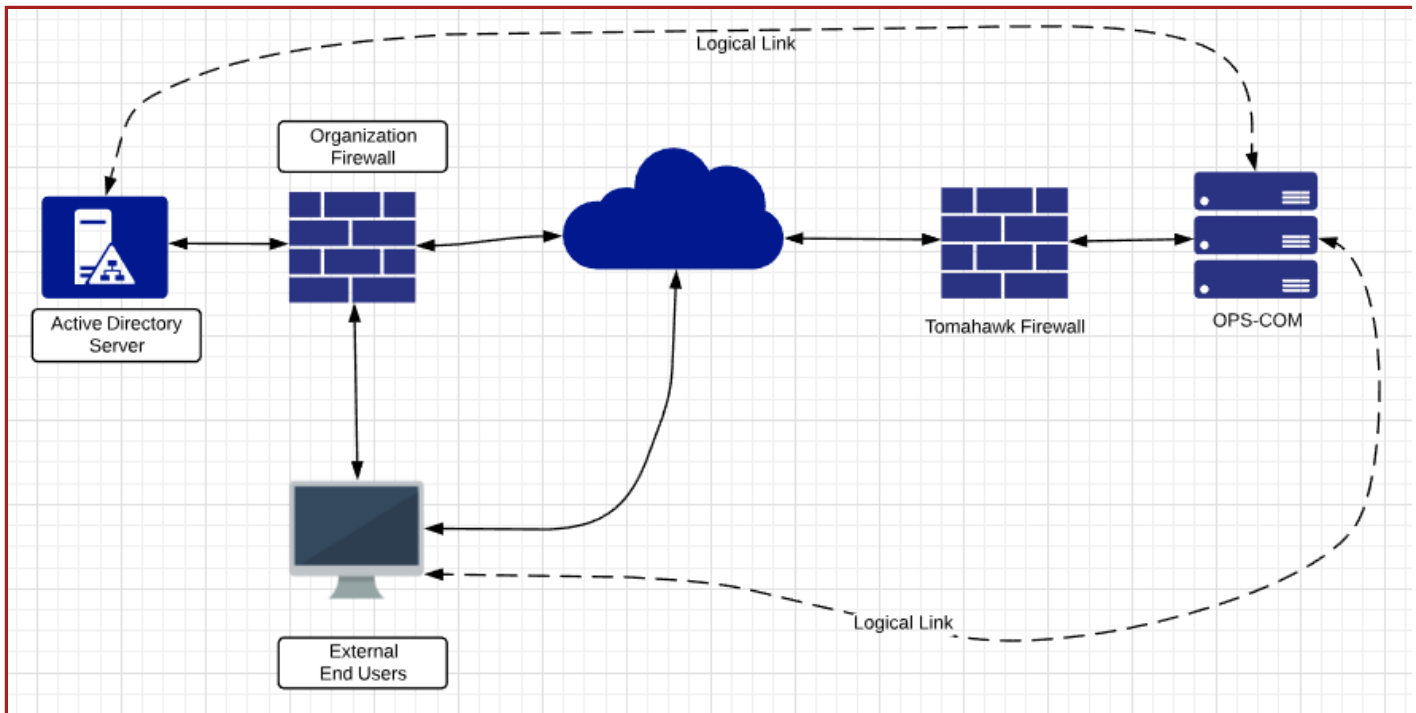 Logical Link
Organization
Firewall
Active Directory
Server
Tomahawk Firewall
OPS-COM
Logical Link
External
End Users